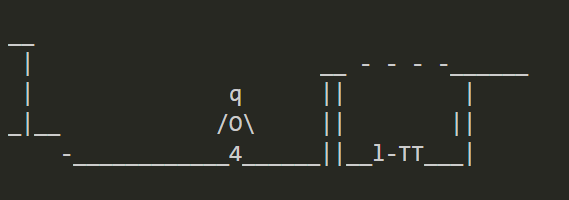 __
 |                      __ - - - -______
 |               q      ||         |
_|__            /O\     ||        ||
    -____________4______||__l-TT___|